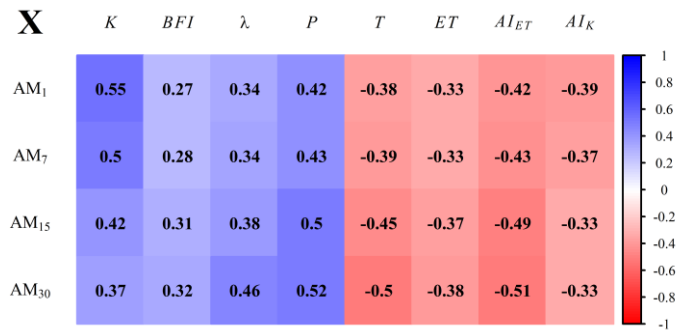 X K BFI λ P T ET AI_ET AI_K
AM₁ 0.55 0.27 0.34 0.42 -0.38 -0.33 -0.42 -0.39
AM₇ 0.5 0.28 0.34 0.43 -0.39 -0.33 -0.43 -0.37
AM₁₅ 0.42 0.31 0.38 0.5 -0.45 -0.37 -0.49 -0.33
AM₃₀ 0.37 0.32 0.46 0.52 -0.5 -0.38 -0.51 -0.33
1
0.8
0.6
0.4
0.2
0
-0.2
-0.4
-0.6
-0.8
-1